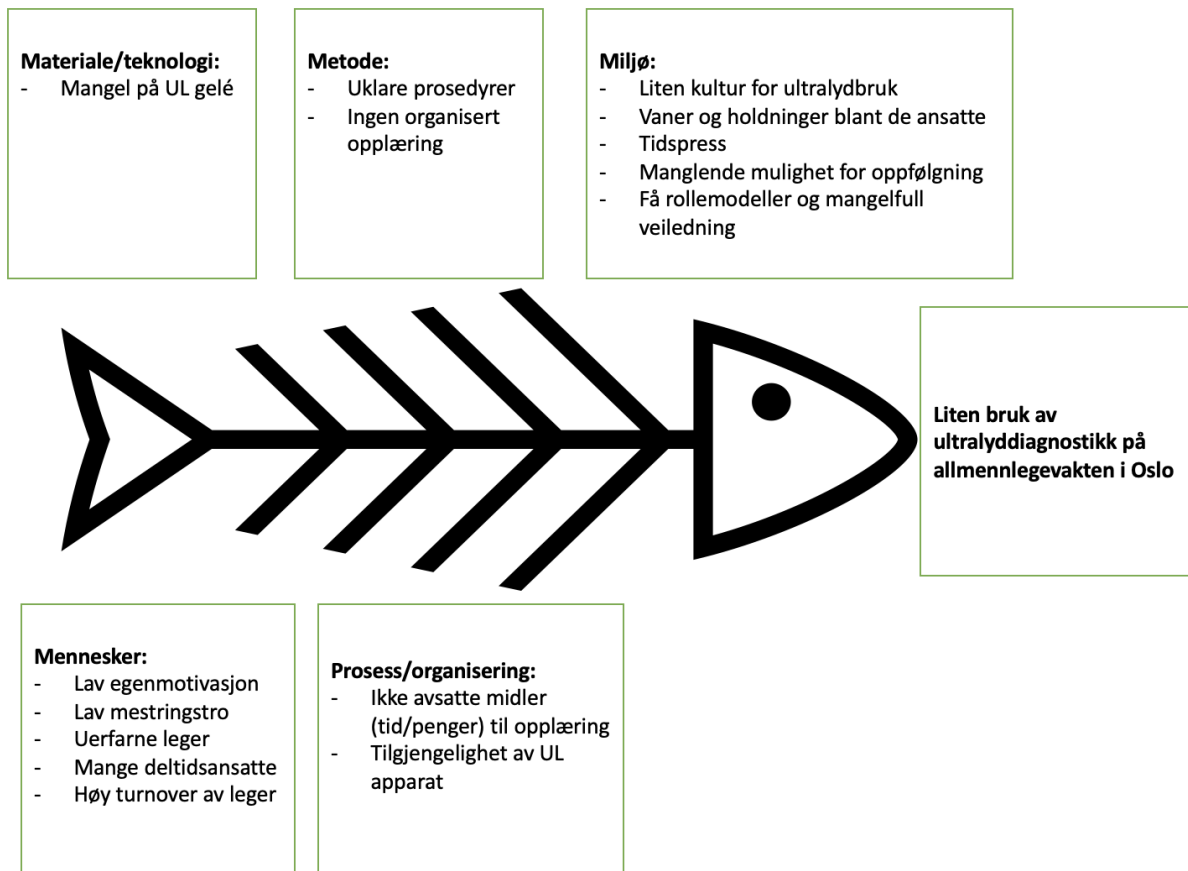 Materiale/teknologi:
- Mangel på UL gelé
Metode:
- Uklare prosedyrer
- Ingen organisert
opplæring
Miljø:
- Liten kultur for ultralydbruk
- Vaner og holdninger blant de ansatte
- Tidspress
- Manglende mulighet for oppfølgning
- Få rollemodeller og mangelfull
veiledning
Liten bruk av
ultralyddiagnostikk på
allmennlegevakten i Oslo
Mennesker:
- Lav egenmotivasjon
- Lav mestringstro
- Uerfarne leger
- Mange deltidsansatte
- Høy turnover av leger
Prosess/organisering:
- Ikke avsatte midler
(tid/penger) til opplæring
- Tilgjengelighet av UL
apparat